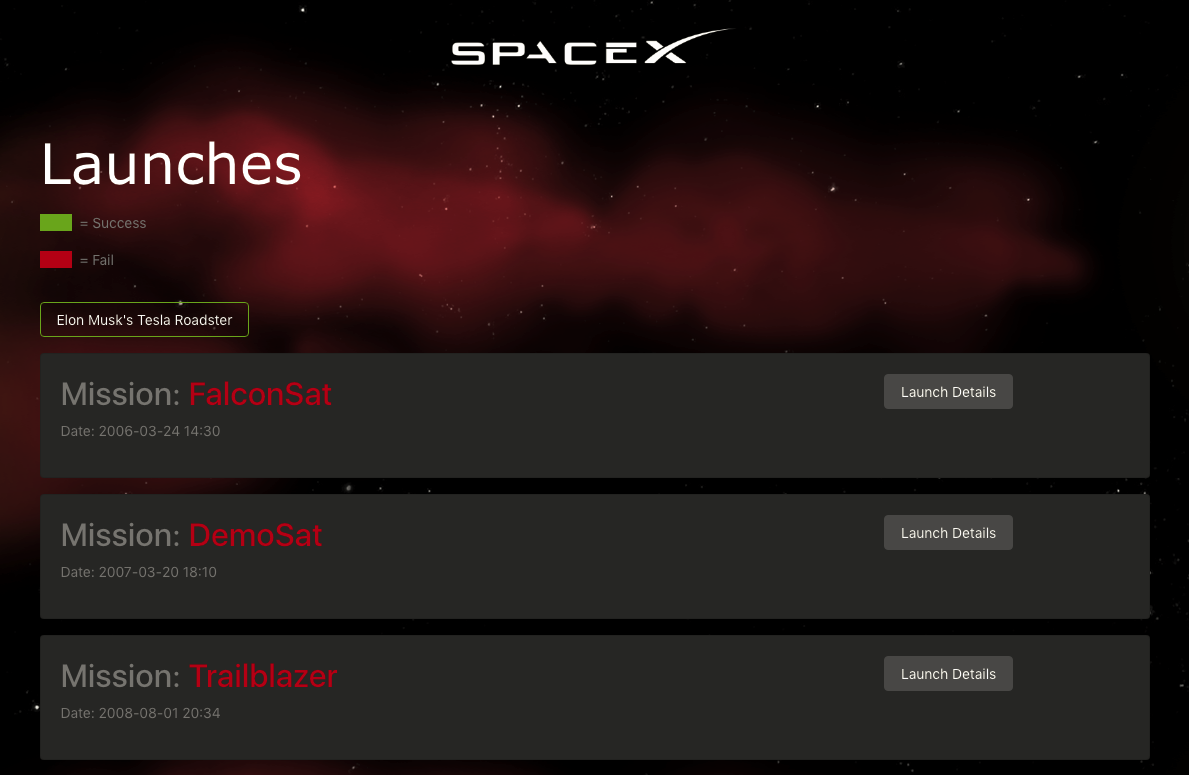 SPACEX
Launches
= Success
= Fail
Elon Musk's Tesla Roadster
Mission: FalconSat
Launch Details
Date: 2006-03-24 14:30
Mission: DemoSat
Launch Details
Date: 2007-03-20 18:10
Mission: Trailblazer
Launch Details
Date: 2008-08-01 20:34